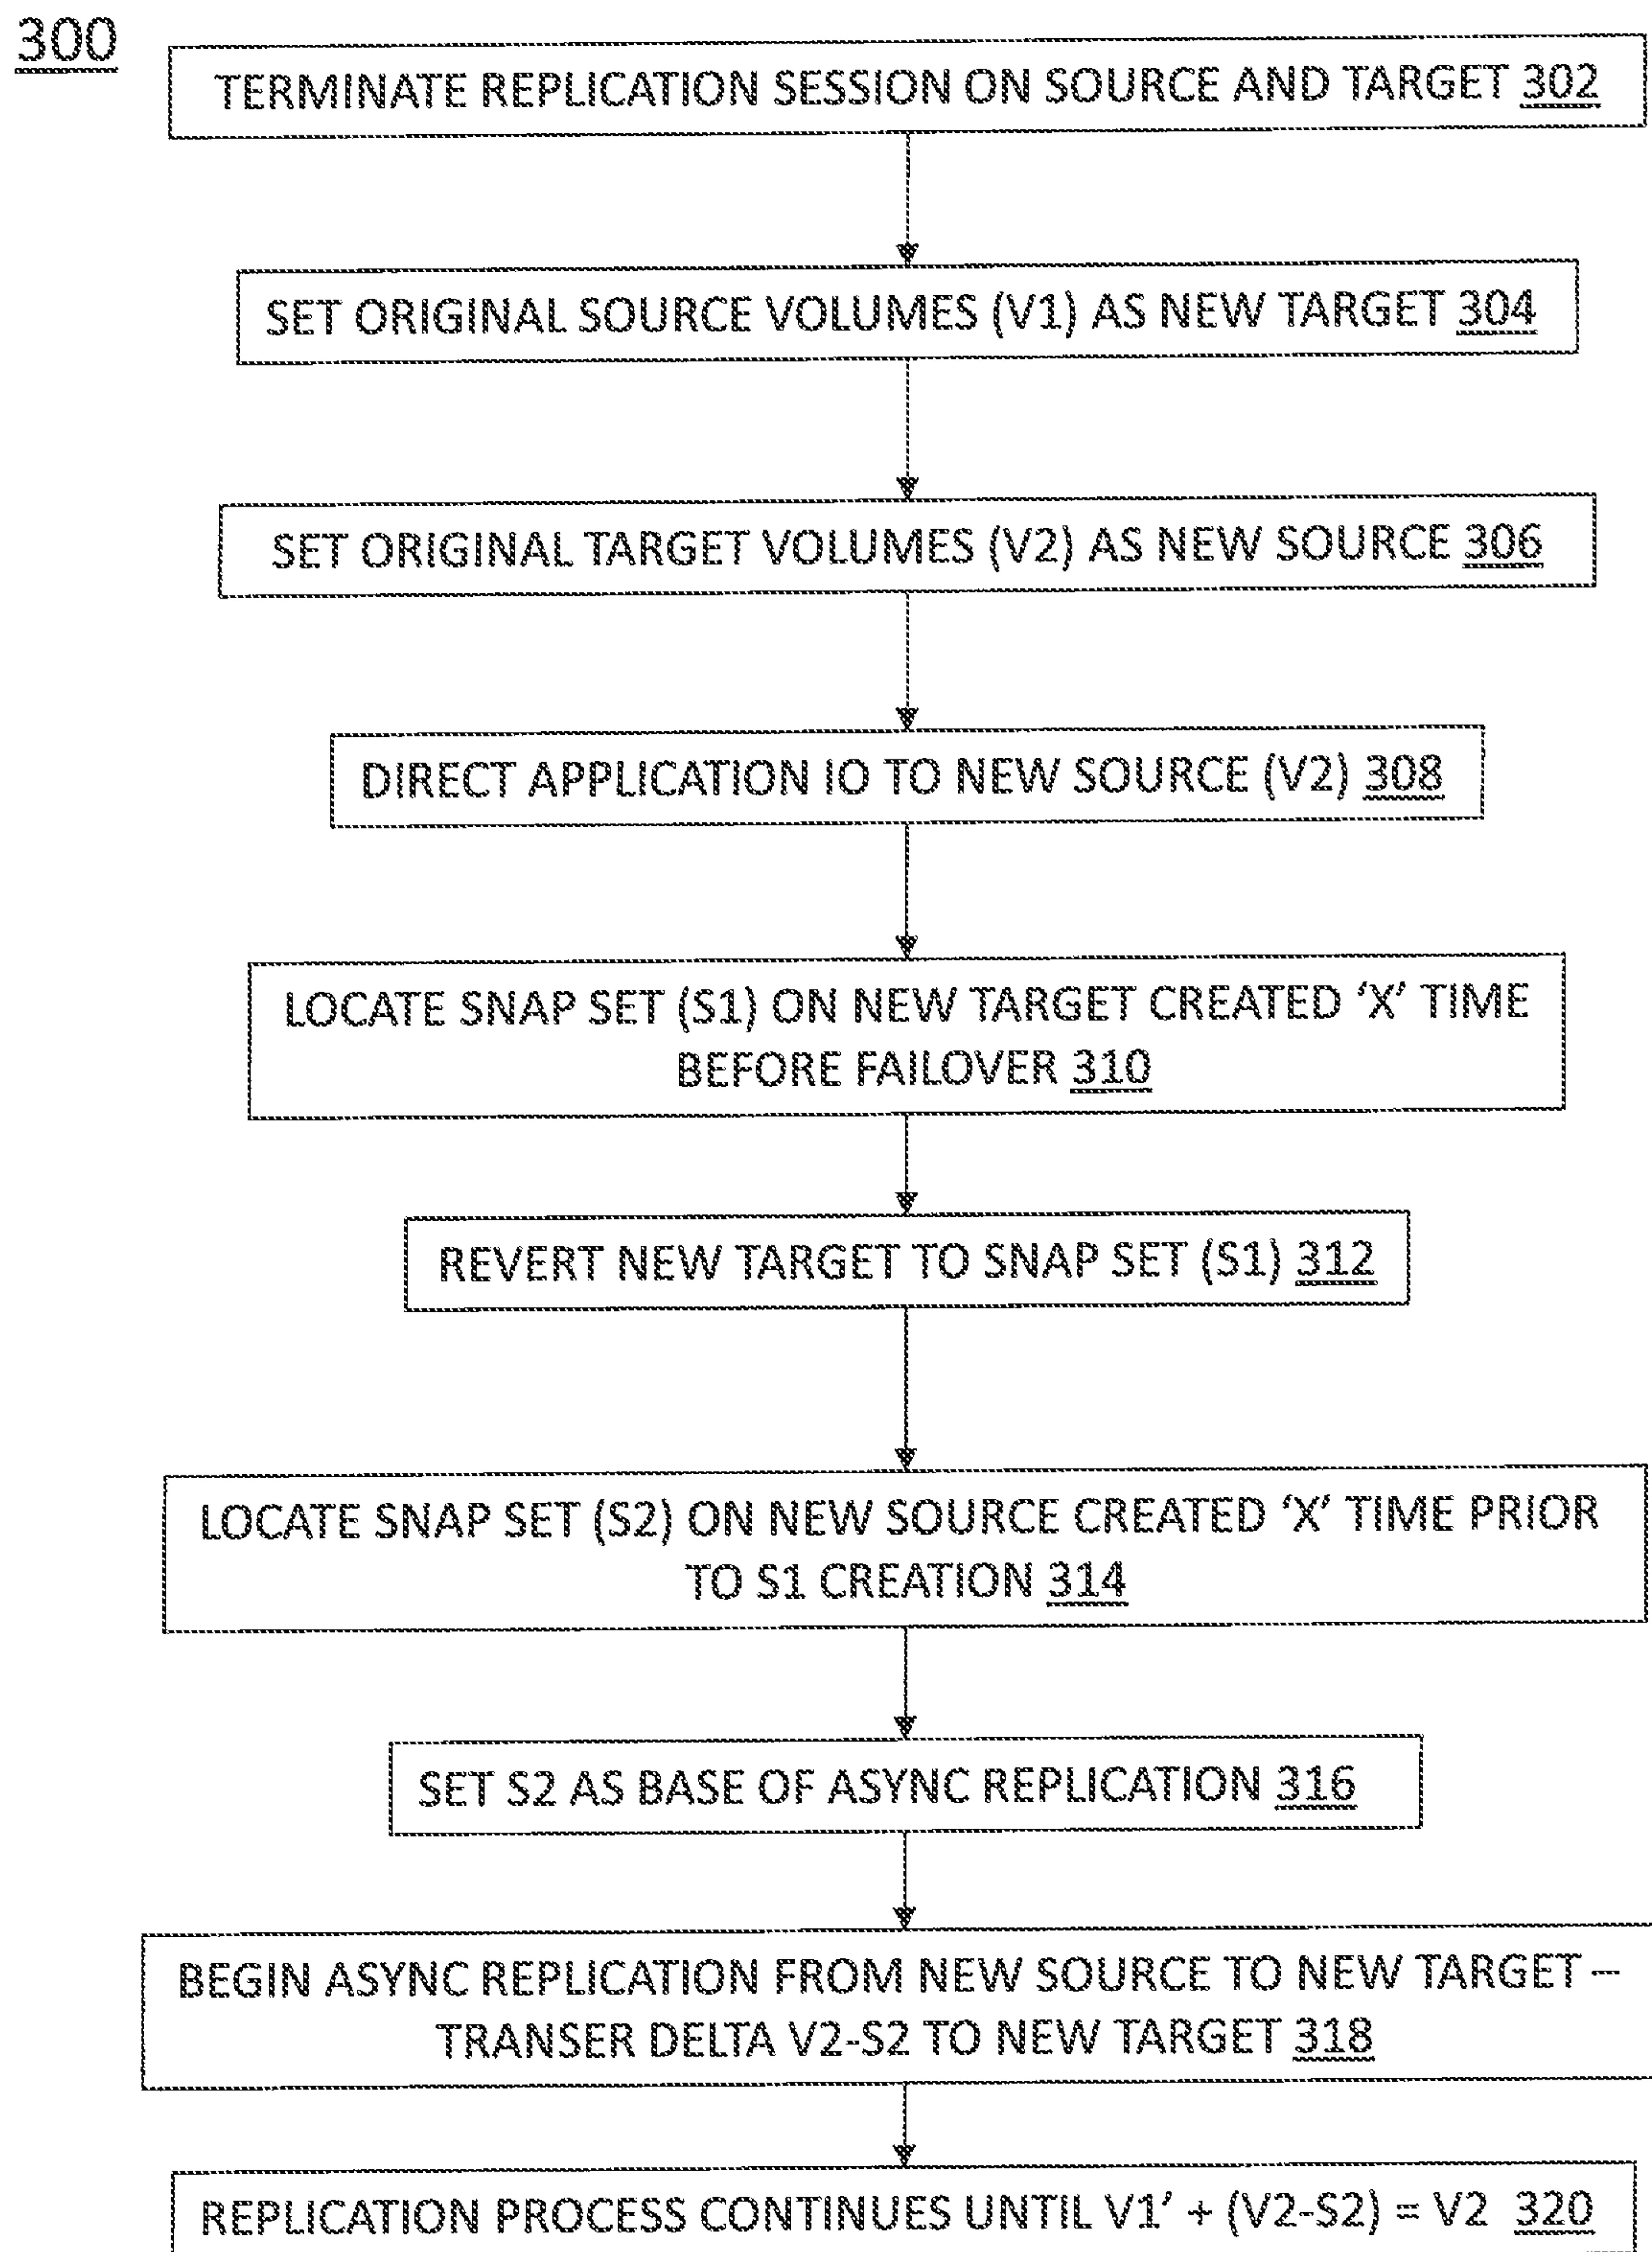 300
TERMINATE REPLICATION SESSION ON SOURCE AND TARGET 302
SET ORIGINAL SOURCE VOLUMES (V1) AS NEW TARGET 304
SET ORIGINAL TARGET VOLUMES (V2) AS NEW SOURCE 306
DIRECT APPLICATION IO TO NEW SOURCE (V2) 308
LOCATE SNAP SET (S1) ON NEW TARGET CREATED ‘X’ TIME
BEFORE FAILOVER 310
REVERT NEW TARGET TO SNAP SET (S1) 312
LOCATE SNAP SET (S2) ON NEW SOURCE CREATED ‘X’ TIME PRIOR
TO S1 CREATION 314
SET S2 AS BASE OF ASYNC REPLICATION 316
BEGIN ASYNC REPLICATION FROM NEW SOURCE TO NEW TARGET –
TRANSER DELTA V2-S2 TO NEW TARGET 318
REPLICATION PROCESS CONTINUES UNTIL V1’ + (V2-S2) = V2 320